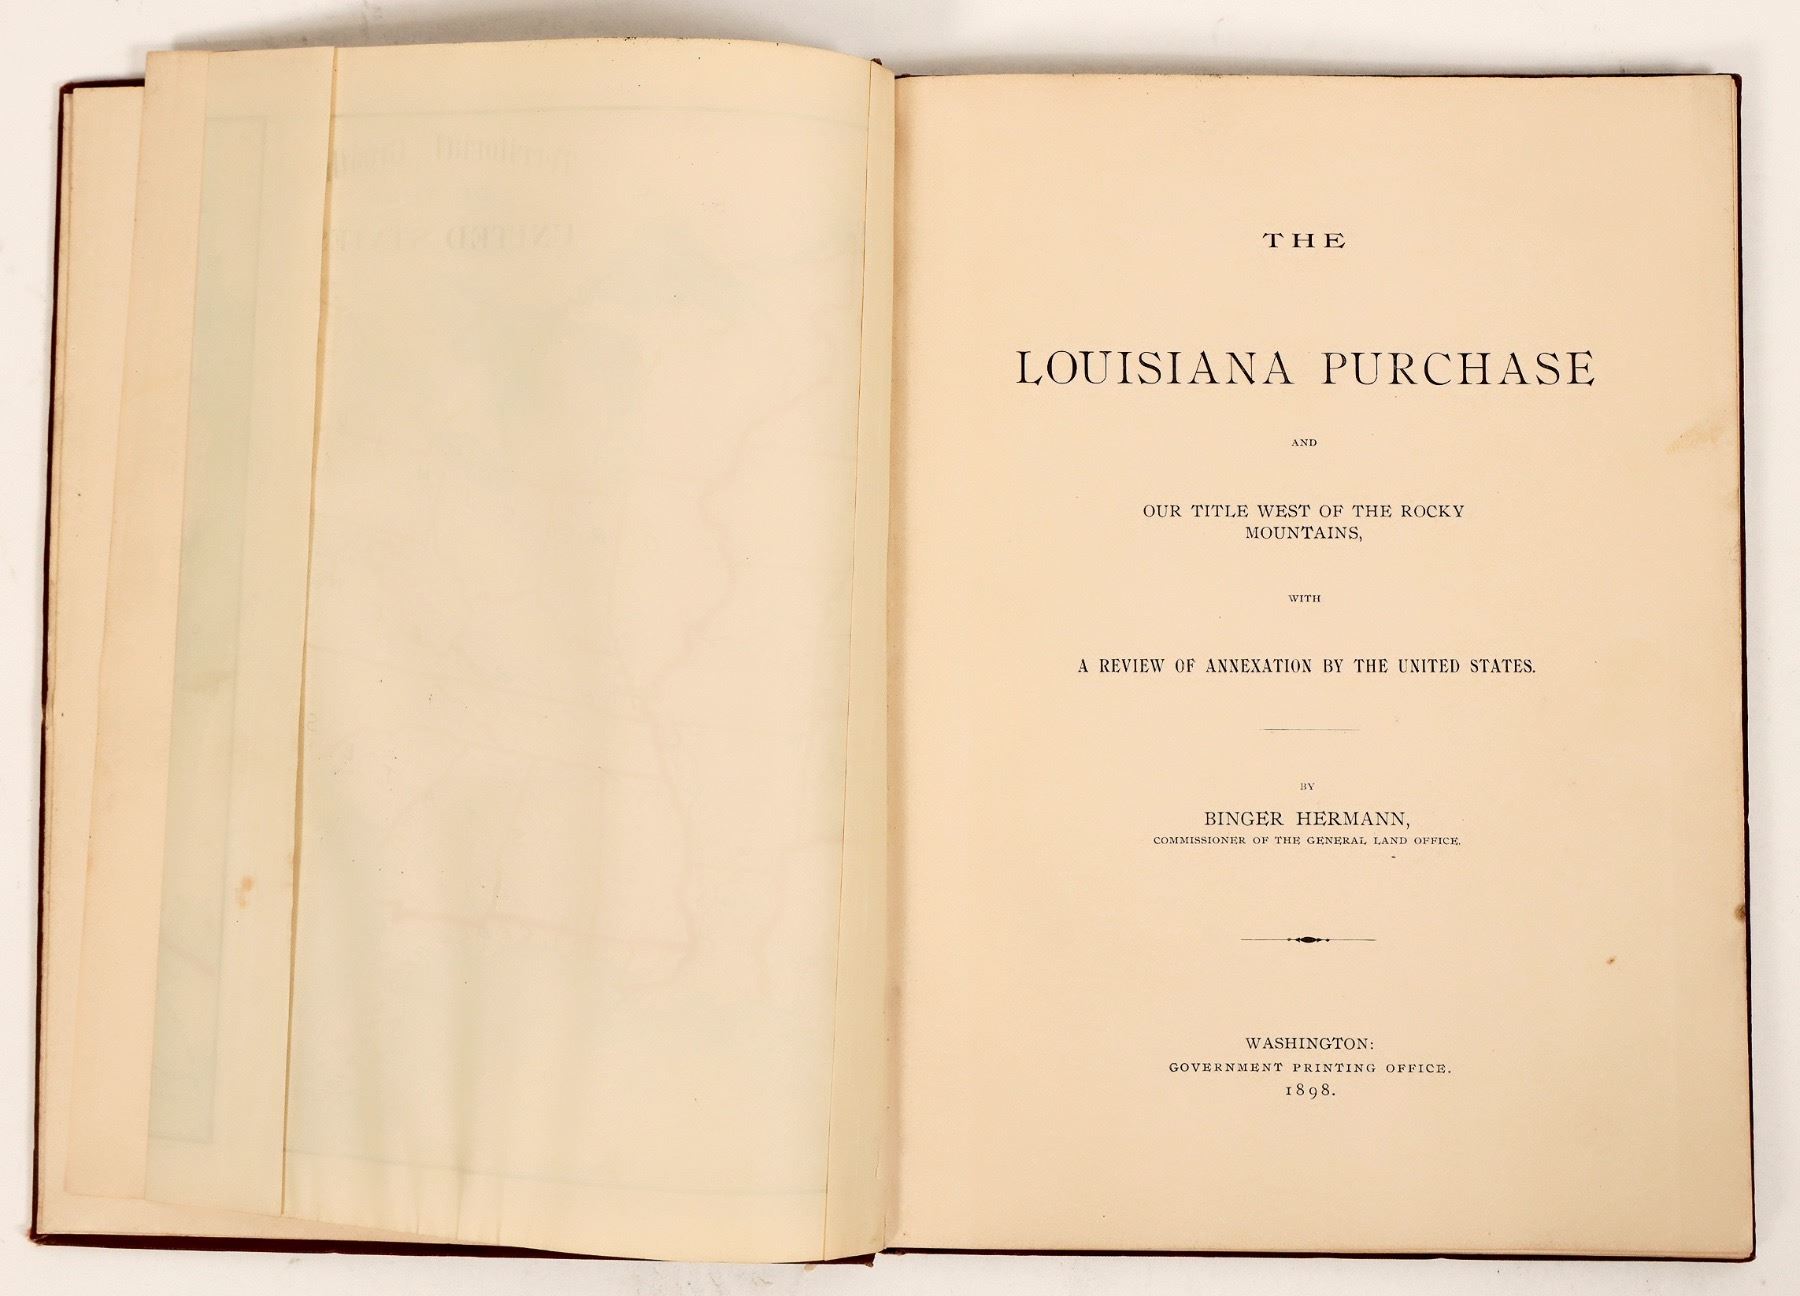 THE
LOUISIANA PURCHASE
AND
OUR TITLE WEST OF THE ROCKY
MOUNTAINS,
WITH
A REVIEW OF ANNEXATION BY THE UNITED STATES.
BY
BINGER HERMANN,
COMMISSIONER OF THE GENERAL LAND OFFICE.
WASHINGTON:
GOVERNMENT PRINTING OFFICE.
1898.